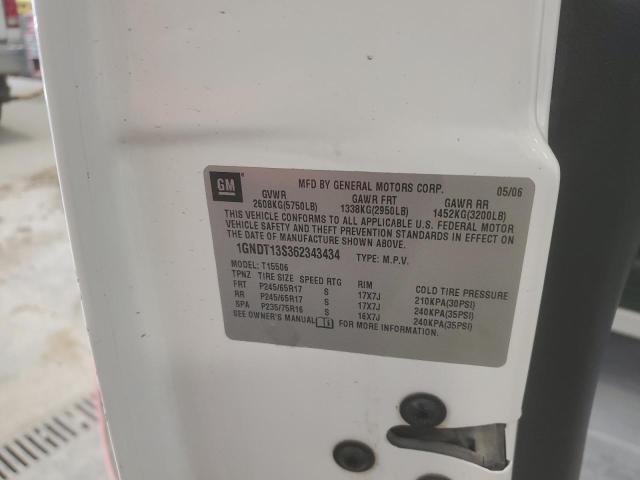 GM
MFD BY GENERAL MOTORS CORP. 05/06
GVWR GAWR FRT GAWR RR
2608KG(5750LB) 1338KG(2950LB) 1452KG(3200LB)
THIS VEHICLE CONFORMS TO ALL APPLICABLE U.S. FEDERAL MOTOR
VEHICLE SAFETY AND THEFT PREVENTION STANDARDS IN EFFECT ON
THE DATE OF MANUFACTURE SHOWN ABOVE.
1GNDT13S362343434 TYPE: M.P.V.
MODEL: T15506
TPNZ TIRE SIZE SPEED RTG RIM COLD TIRE PRESSURE
FRT P245/65R17 S 17X7J 210KPA(30PSI)
RR P245/65R17 S 17X7J 240KPA(35PSI)
SPA P235/75R16 S 16X7J 240KPA(35PSI)
SEE OWNER'S MANUAL FOR MORE INFORMATION.